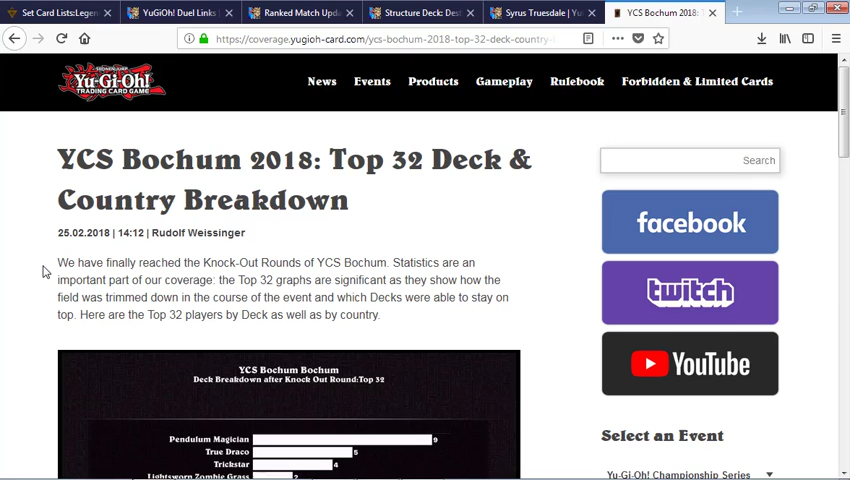 Set Card Lists:Legen
YuGiOh! Duel Links
Ranked Match Upda
Structure Deck: Dest
Syrus Truesdale | Yu
YCS Bochum 2018: T
https://coverage.yugioh-card.com/ycs-bochum-2018-top-32-deck-country-
Yu-Gi-Oh!
TRADING CARD GAME
News Events Products Gameplay Rulebook Forbidden & Limited Cards
YCS Bochum 2018: Top 32 Deck &
Country Breakdown
25.02.2018 | 14:12 | Rudolf Weissinger
We have finally reached the Knock-Out Rounds of YCS Bochum. Statistics are an
important part of our coverage: the Top 32 graphs are significant as they show how the
field was trimmed down in the course of the event and which Decks were able to stay on
top. Here are the Top 32 players by Deck as well as by country.
YCS Bochum Bochum
Deck Breakdown after Knock Out Round:Top 32
Pendulum Magician 9
True Draco 5
Trickstar 4
Lightsworn Zombie Grass 2
Search
facebook
twitch
YouTube
Select an Event
Yu-Gi-Oh! Championship Series